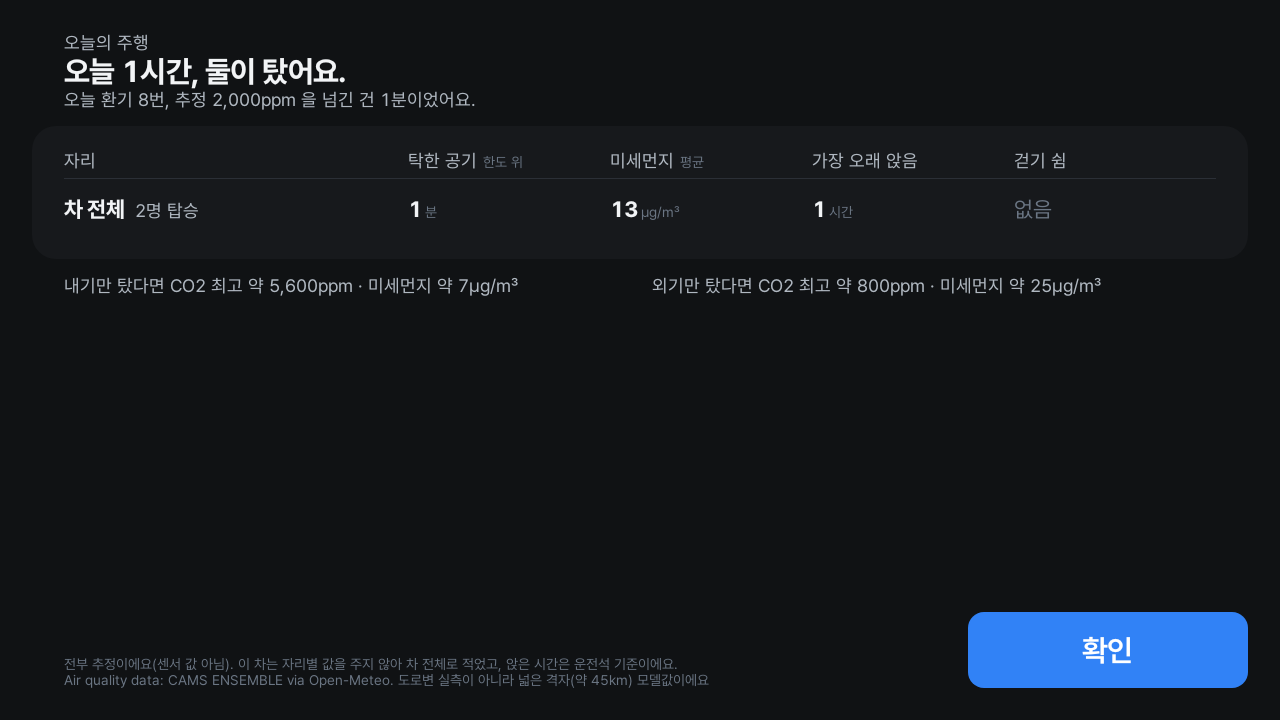 오늘의 주행
오늘 1시간, 둘이 탔어요.
오늘 환기 8번, 추정 2,000ppm 을 넘긴 건 1분이었어요.
자리 탁한 공기 한도 위 미세먼지 평균 가장 오래 앉음 걷기 쉼
차 전체 2명 탑승 1 분 13 µg/m³ 1 시간 없음
내기만 탔다면 CO2 최고 약 5,600ppm · 미세먼지 약 7µg/m³ 외기만 탔다면 CO2 최고 약 800ppm · 미세먼지 약 25µg/m³
확인
전부 추정이에요(센서 값 아님). 이 차는 자리별 값을 주지 않아 차 전체로 적었고, 앉은 시간은 운전석 기준이에요.
Air quality data: CAMS ENSEMBLE via Open-Meteo. 도로변 실측이 아니라 넓은 격자(약 45km) 모델값이에요